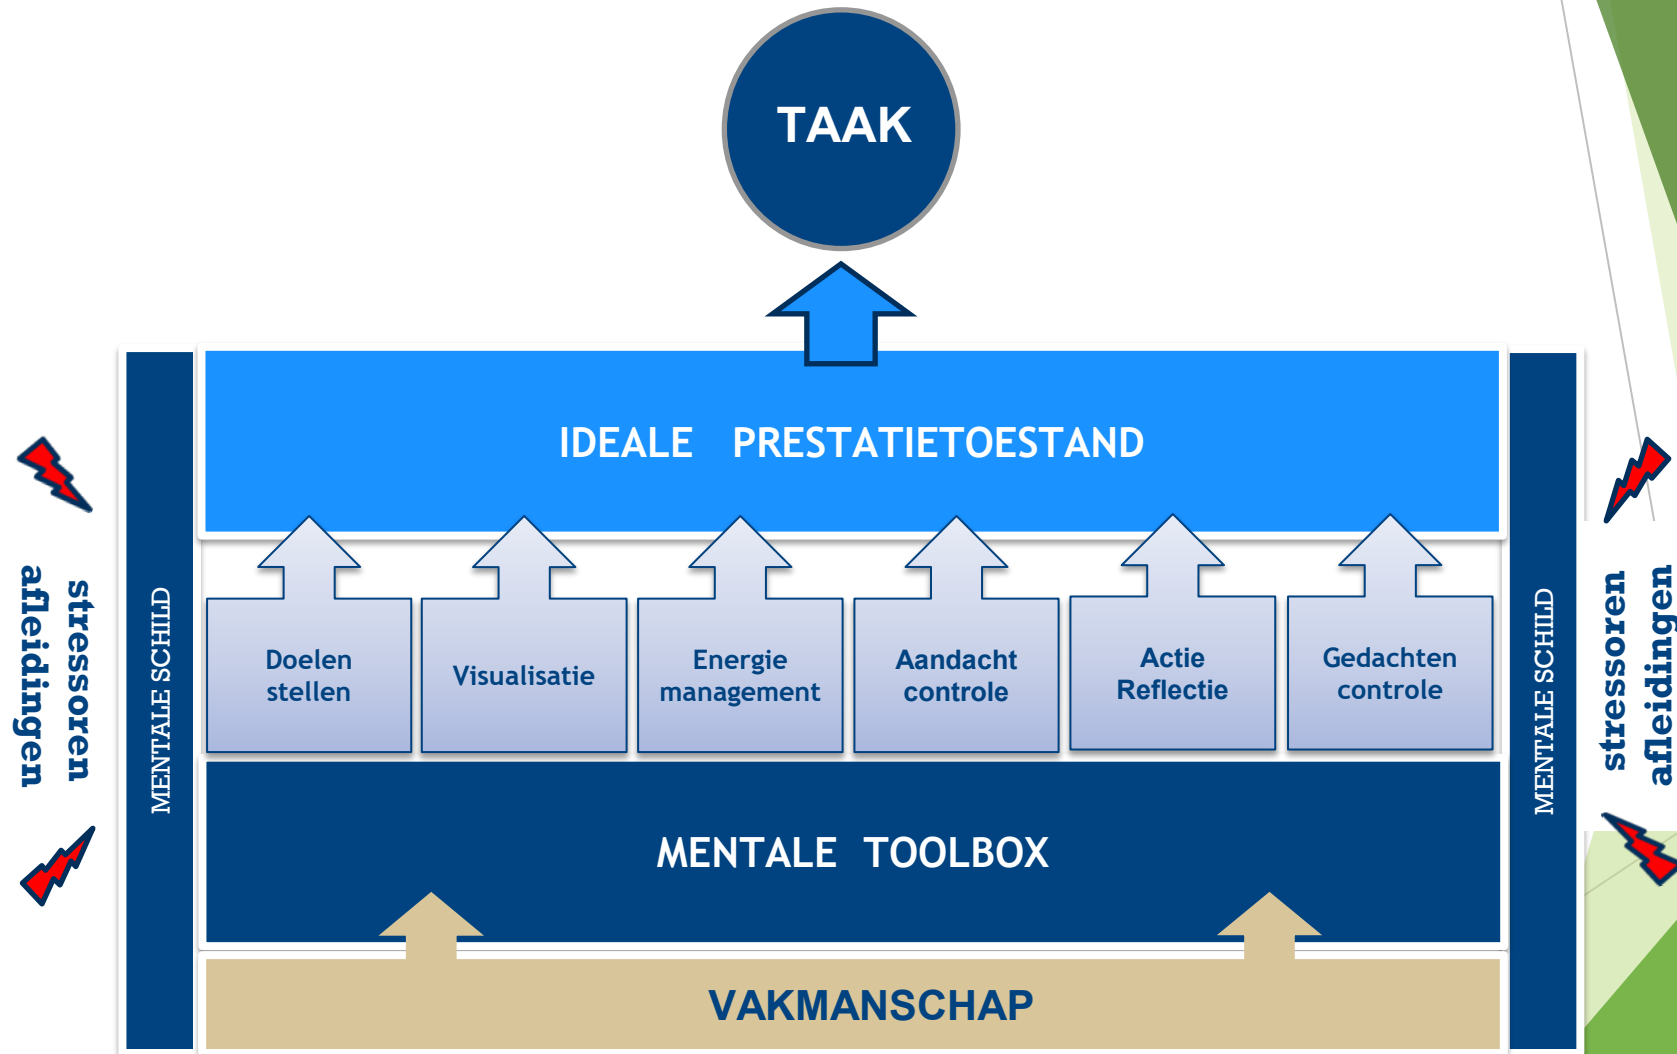 TAAK
IDEALE PRESTATIETOESTAND
stressoren
afleidingen
MENTALE SCHILD
Doelen
stellen
Visualisatie
Energie
management
Aandacht
controle
Actie
Reflectie
Gedachten
controle
MENTALE SCHILD
stressoren
afleidingen
MENTALE TOOLBOX
VAKMANSCHAP